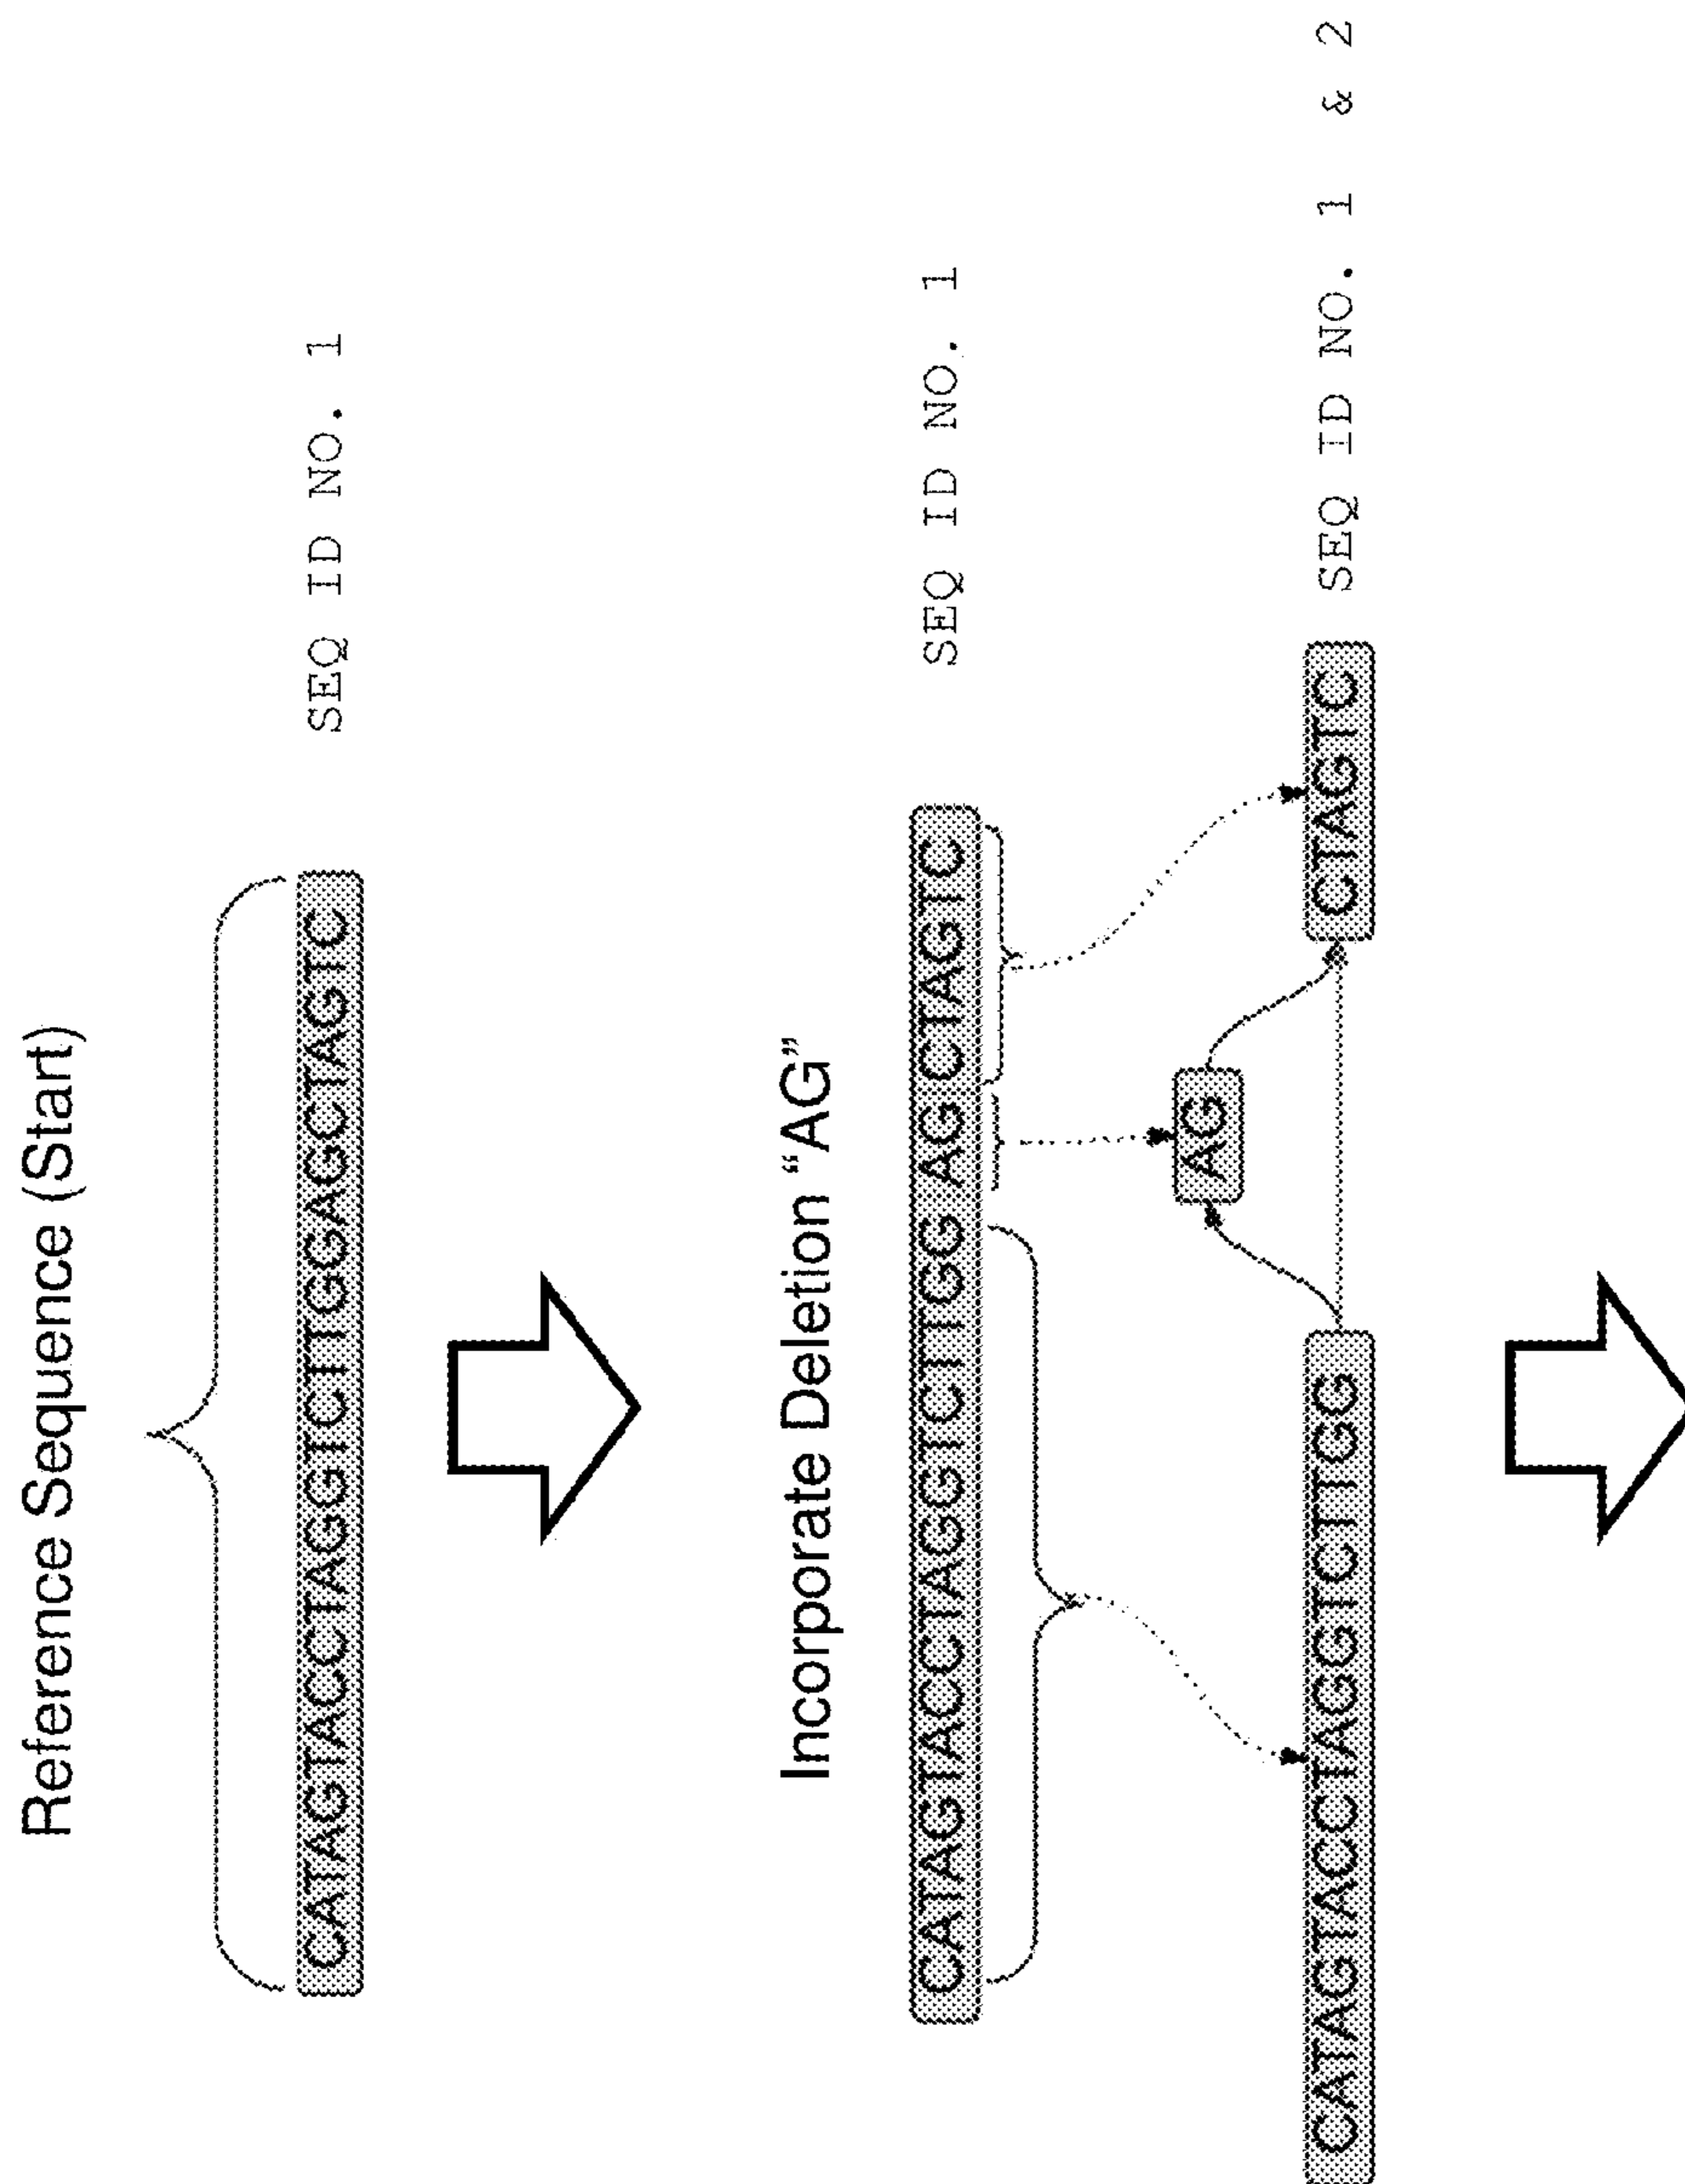 Reference Sequence (Start)
CATAGTACCTAGGTCTTGGAGCTAGTC SEQ ID NO. 1
Incorporate Deletion “AG”
CATAGTACCTAGGTCTTGG AG CTAGTC SEQ ID NO. 1
AG
CATAGTACCTAGGTCTTGG CTAGTC SEQ ID NO. 1 & 2